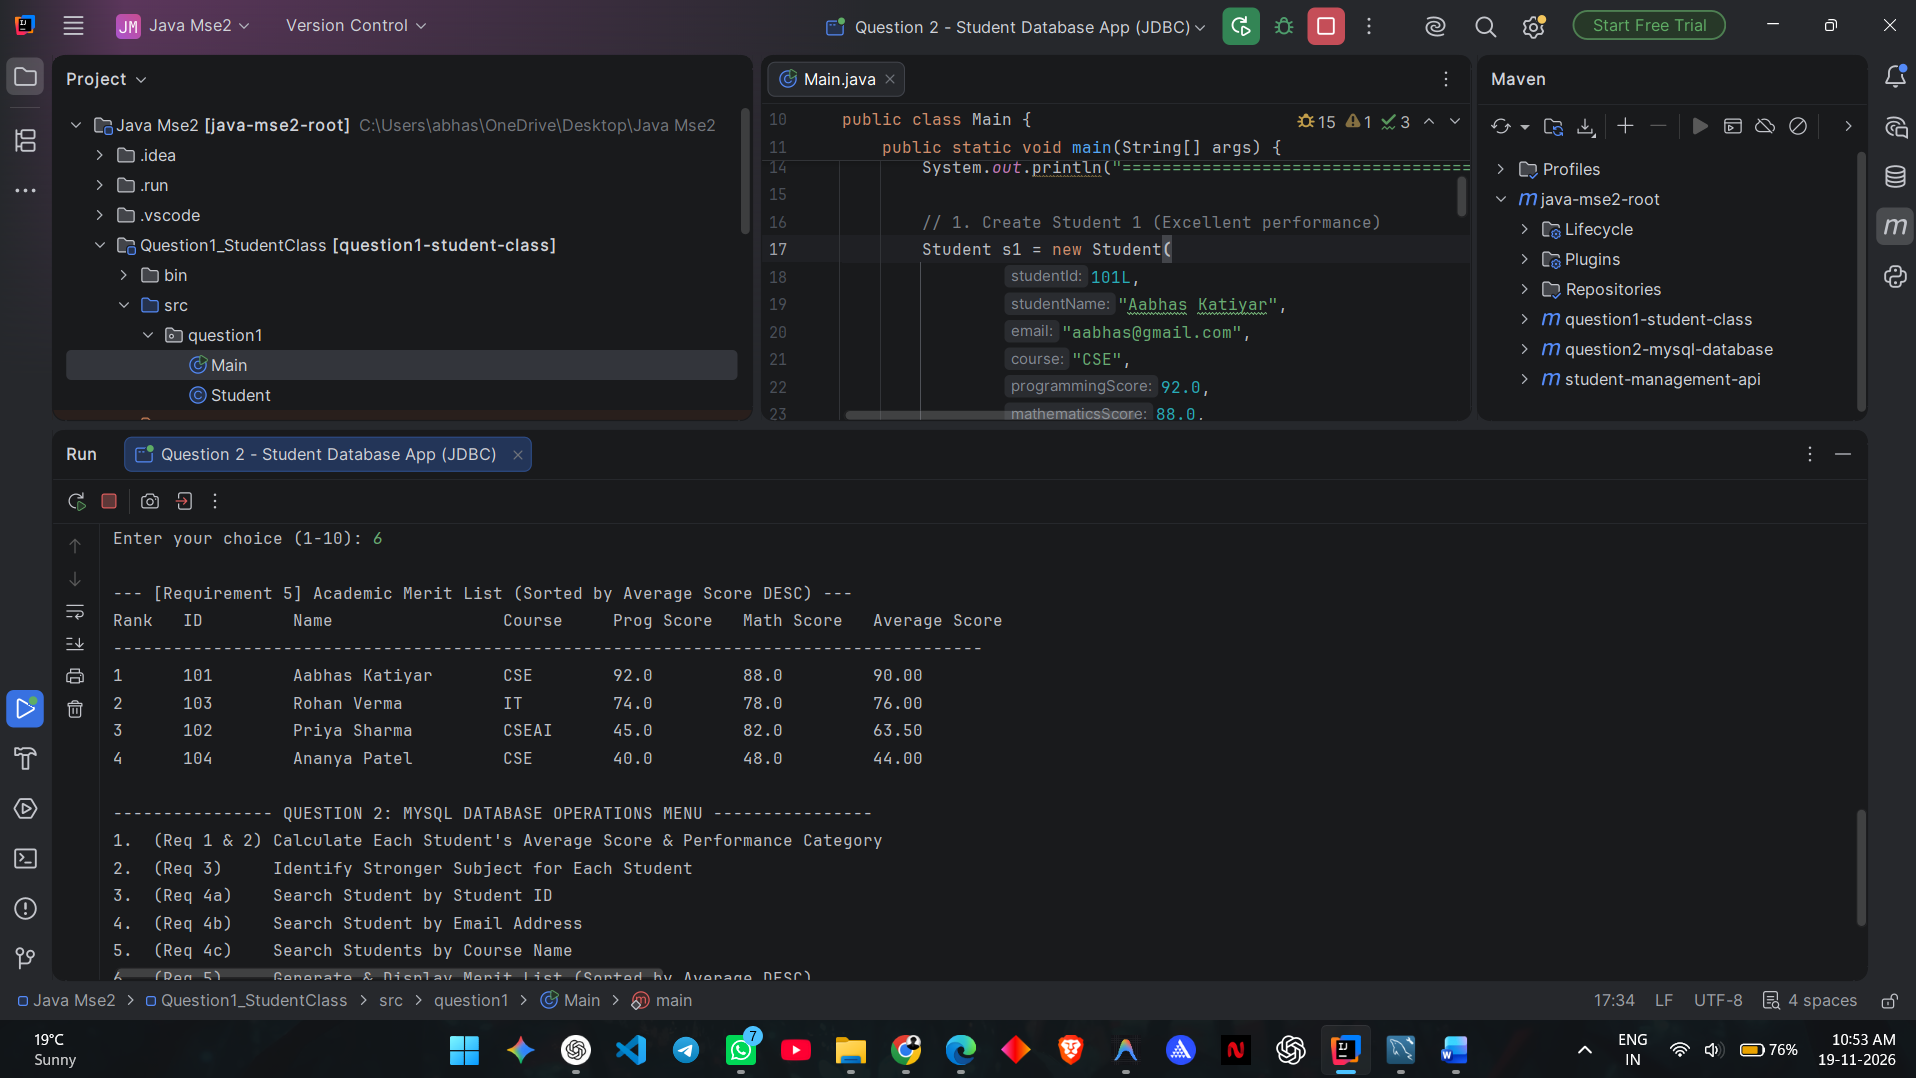 JM Java Mse2
Version Control
Question 2 - Student Database App (JDBC)
Start Free Trial
Project
Java Mse2 [java-mse2-root] C:\Users\abhas\OneDrive\Desktop\Java Mse2
.idea
.run
.vscode
Question1_StudentClass [question1-student-class]
bin
src
question1
Main
Student
Main.java
15 1 3
10 public class Main {
11 public static void main(String[] args) {
14 System.out.println("===================================
15
16 // 1. Create Student 1 (Excellent performance)
17 Student s1 = new Student(
18 studentId: 101L,
19 studentName: "Aabhas Katiyar",
20 email: "aabhas@gmail.com",
21 course: "CSE",
22 programmingScore: 92.0,
23 mathematicsScore: 88.0,
Maven
Profiles
java-mse2-root
Lifecycle
Plugins
Repositories
question1-student-class
question2-mysql-database
student-management-api
Run
Question 2 - Student Database App (JDBC)
Enter your choice (1-10): 6
--- [Requirement 5] Academic Merit List (Sorted by Average Score DESC) ---
Rank ID Name Course Prog Score Math Score Average Score
---------------------------------------------------------------------------------------
1 101 Aabhas Katiyar CSE 92.0 88.0 90.00
2 103 Rohan Verma IT 74.0 78.0 76.00
3 102 Priya Sharma CSEAI 45.0 82.0 63.50
4 104 Ananya Patel CSE 40.0 48.0 44.00
---------------- QUESTION 2: MYSQL DATABASE OPERATIONS MENU ----------------
1. (Req 1 & 2) Calculate Each Student's Average Score & Performance Category
2. (Req 3) Identify Stronger Subject for Each Student
3. (Req 4a) Search Student by Student ID
4. (Req 4b) Search Student by Email Address
5. (Req 4c) Search Students by Course Name
6. (Req 5) Generate & Display Merit List (Sorted by Average DESC)
Java Mse2 > Question1_StudentClass > src > question1 > Main > main
17:34 LF UTF-8 4 spaces
19°C
Sunny
7
ENG
IN
76%
10:53 AM
19-11-2026